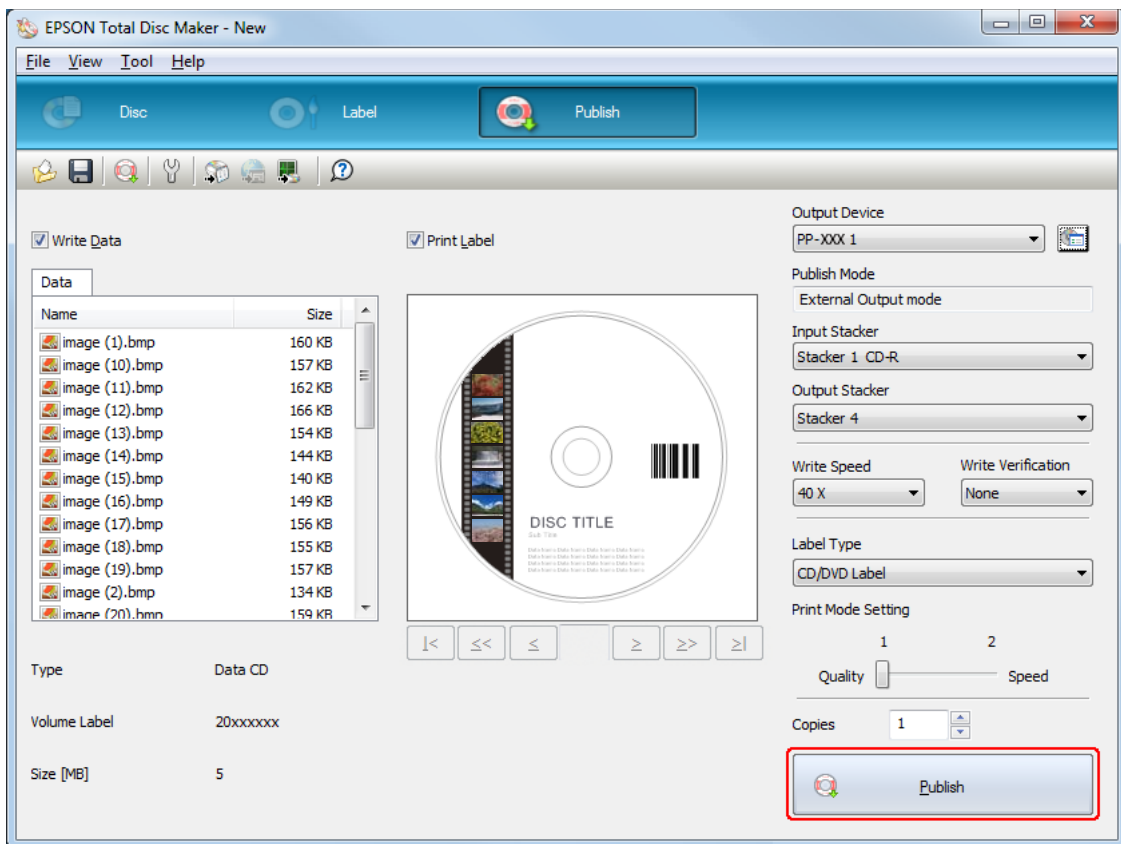 EPSON Total Disc Maker - New
File View Tool Help
Disc
Label
Publish
Write Data
Print Label
Data
Name Size
image (1).bmp 160 KB
image (10).bmp 157 KB
image (11).bmp 162 KB
image (12).bmp 166 KB
image (13).bmp 154 KB
image (14).bmp 144 KB
image (15).bmp 140 KB
image (16).bmp 149 KB
image (17).bmp 156 KB
image (18).bmp 155 KB
image (19).bmp 157 KB
image (2).bmp 134 KB
image (20).bmp 159 KB
Type Data CD
Volume Label 20xxxxxx
Size [MB] 5
DISC TITLE
Sub Title
|< << < > >> >|
Output Device
PP-XXX 1
Publish Mode
External Output mode
Input Stacker
Stacker 1 CD-R
Output Stacker
Stacker 4
Write Speed Write Verification
40 X None
Label Type
CD/DVD Label
Print Mode Setting
1 2
Quality Speed
Copies 1
Publish